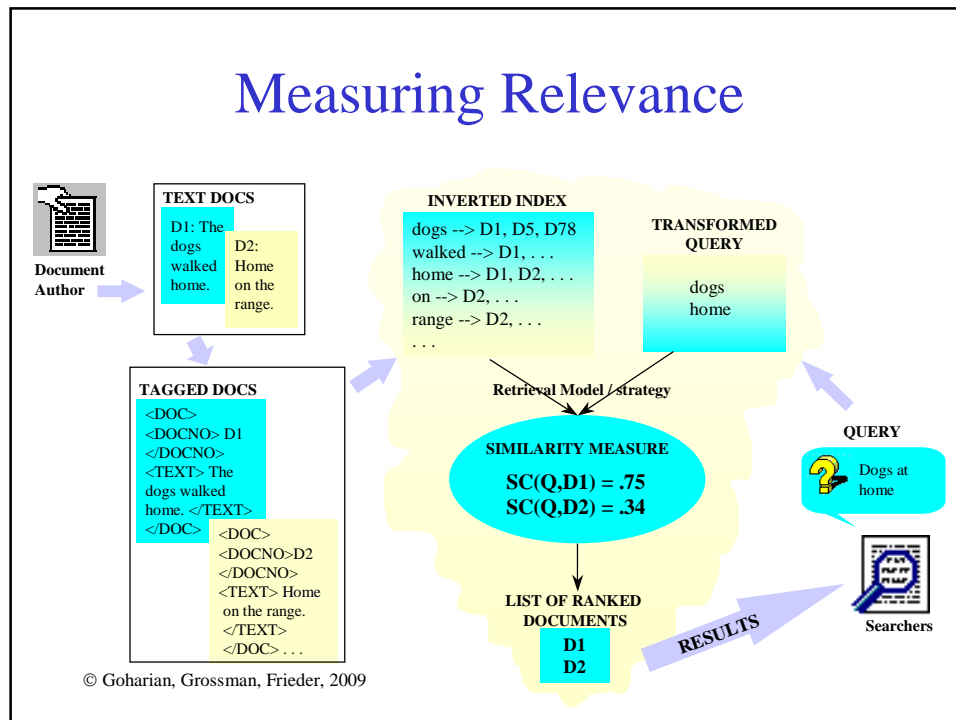 Measuring Relevance
Document
Author
TEXT DOCS
D1: The
dogs
walked
home.
D2:
Home
on the
range.
TAGGED DOCS
<DOC>
<DOCNO> D1
</DOCNO>
<TEXT> The
dogs walked
home. </TEXT>
</DOC>
<DOC>
<DOCNO>D2
</DOCNO>
<TEXT> Home
on the range.
</TEXT>
</DOC> . . .
INVERTED INDEX
dogs --> D1, D5, D78
walked --> D1, . . .
home --> D1, D2, . . .
on --> D2, . . .
range --> D2, . . .
. . .
TRANSFORMED
QUERY
dogs
home
Retrieval Model / strategy
SIMILARITY MEASURE
SC(Q,D1) = .75
SC(Q,D2) = .34
QUERY
Dogs at
home
LIST OF RANKED
DOCUMENTS
D1
D2
RESULTS
Searchers
© Goharian, Grossman, Frieder, 2009